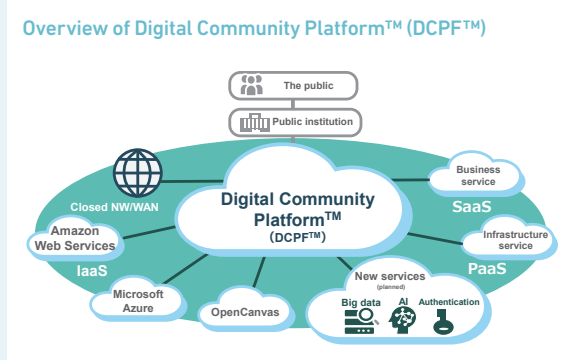 Overview of Digital Community Platform™ (DCPF™)
The public
Public institution
Closed NW/WAN
Digital Community
Platform™
(DCPF™)
Business
service
SaaS
Amazon
Web Services
IaaS
Infrastructure
service
PaaS
Microsoft
Azure
OpenCanvas
New services
(planned)
Big data
AI
Authentication